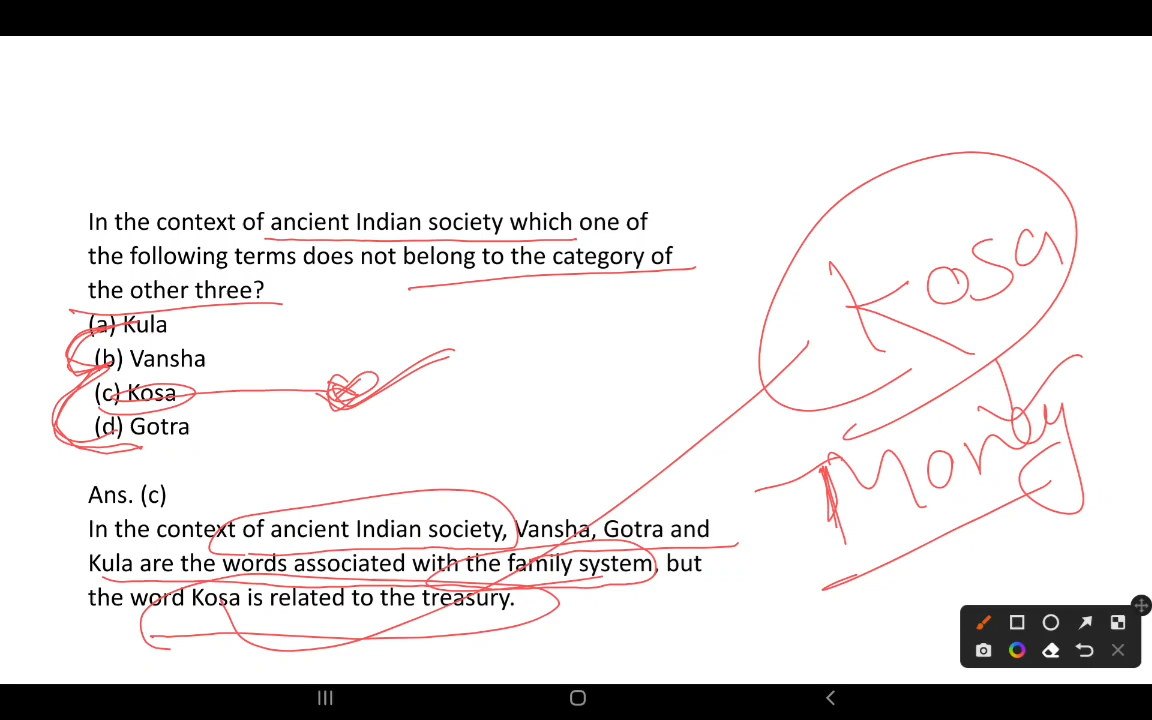 In the context of ancient Indian society which one of
the following terms does not belong to the category of
the other three?
(a) Kula
(b) Vansha
(c) Kosa
(d) Gotra
Ans. (c)
In the context of ancient Indian society, Vansha, Gotra and
Kula are the words associated with the family system, but
the word Kosa is related to the treasury.
Kosa
Money